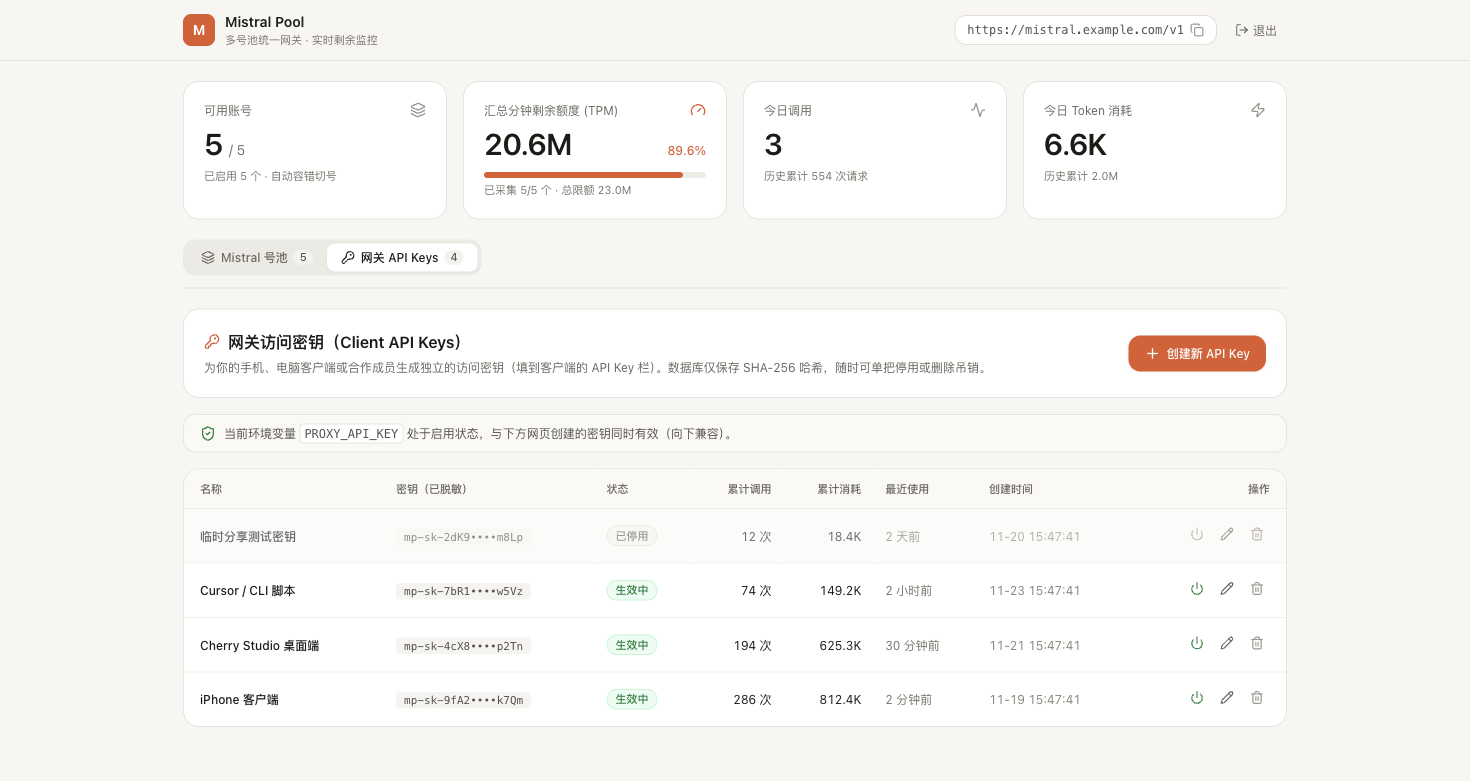 M
Mistral Pool
多号池统一网关 · 实时剩余监控
https://mistral.example.com/v1
退出
可用账号
5 / 5
已启用 5 个 · 自动容错切号
汇总分钟剩余额度 (TPM)
20.6M 89.6%
已采集 5/5 个 · 总限额 23.0M
今日调用
3
历史累计 554 次请求
今日 Token 消耗
6.6K
历史累计 2.0M
Mistral 号池 5
网关 API Keys 4
网关访问密钥（Client API Keys）
为你的手机、电脑客户端或合作成员生成独立的访问密钥（填到客户端的 API Key 栏）。数据库仅保存 SHA-256 哈希，随时可单把停用或删除吊销。
创建新 API Key
当前环境变量 PROXY_API_KEY 处于启用状态，与下方网页创建的密钥同时有效（向下兼容）。
名称 密钥（已脱敏） 状态 累计调用 累计消耗 最近使用 创建时间 操作
临时分享测试密钥 mp-sk-2dK9••••m8Lp 已停用 12 次 18.4K 2 天前 11-20 15:47:41
Cursor / CLI 脚本 mp-sk-7bR1••••w5Vz 生效中 74 次 149.2K 2 小时前 11-23 15:47:41
Cherry Studio 桌面端 mp-sk-4cX8••••p2Tn 生效中 194 次 625.3K 30 分钟前 11-21 15:47:41
iPhone 客户端 mp-sk-9fA2••••k7Qm 生效中 286 次 812.4K 2 分钟前 11-19 15:47:41